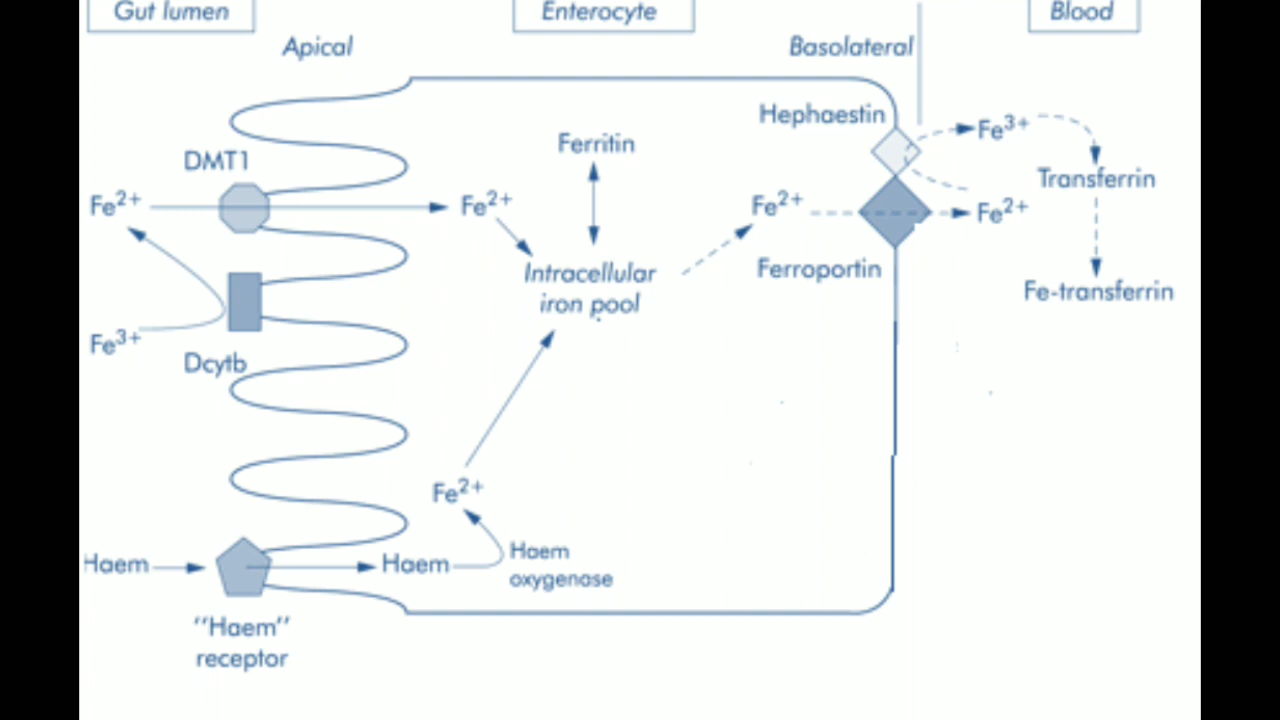 Gut lumen
Enterocyte
Blood
Apical
Basolateral
Hephaestin
Fe3+
Ferritin
DMT1
Transferrin
Fe2+
Fe2+
Fe2+
Fe2+
Intracellular
iron pool
Ferroportin
Fe-transferrin
Fe3+
Dcytb
Fe2+
Haem
Haem
Haem
oxygenase
"Haem"
receptor